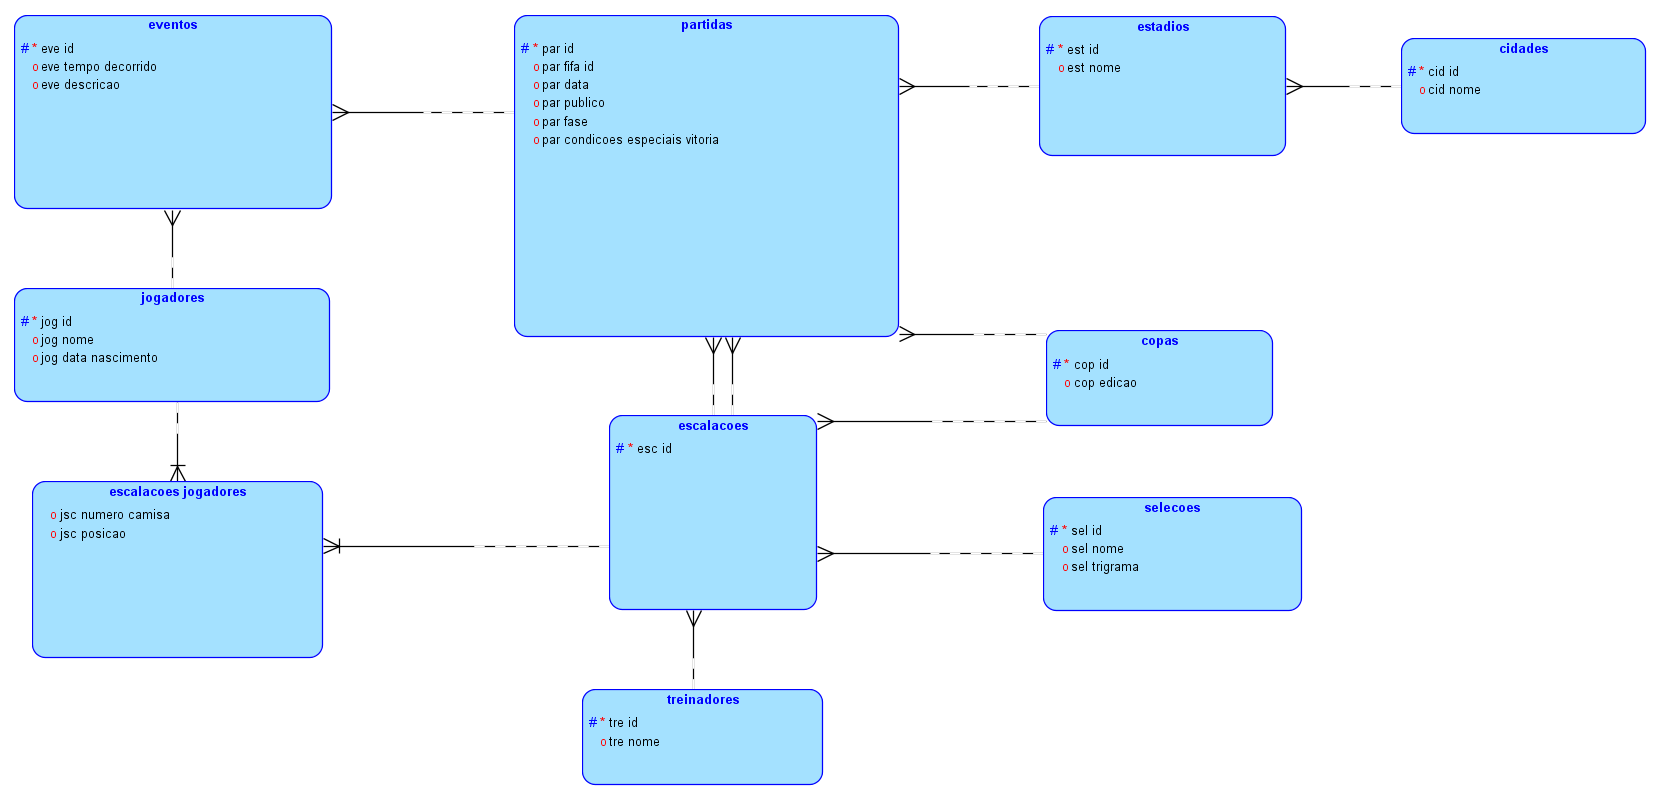 eventos
# * eve id
o eve tempo decorrido
o eve descricao
partidas
# * par id
o par fifa id
o par data
o par publico
o par fase
o par condicoes especiais vitoria
estadios
# * est id
o est nome
cidades
# * cid id
o cid nome
jogadores
# * jog id
o jog nome
o jog data nascimento
copas
# * cop id
o cop edicao
escalacoes
# * esc id
escalacoes jogadores
o jsc numero camisa
o jsc posicao
selecoes
# * sel id
o sel nome
o sel trigrama
treinadores
# * tre id
o tre nome